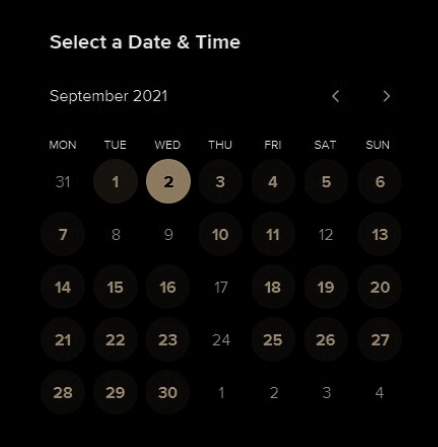 Select a Date & Time
September 2021
MON TUE WED THU FRI SAT SUN
31 1 2 3 4 5 6
7 8 9 10 11 12 13
14 15 16 17 18 19 20
21 22 23 24 25 26 27
28 29 30 1 2 3 4